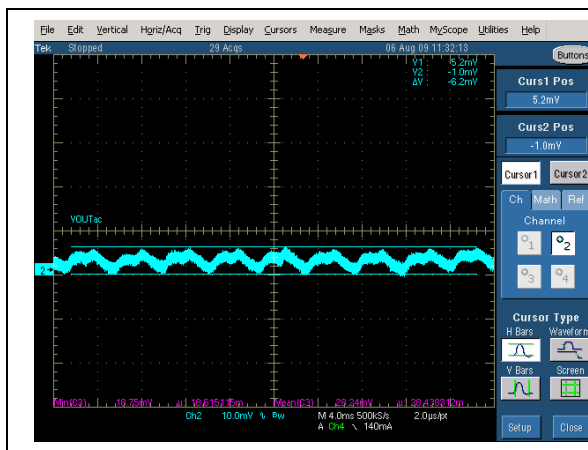 File Edit Vertical Horiz/Acq Trig Display Cursors Measure Masks Math MyScope Utilities Help
Tek Stopped 29 Acqs 06 Aug 09 11:32:13
Buttons
V1: 5.2mV
V2: -1.0mV
ΔV: -6.2mV
Curs1 Pos
5.2mV
Curs2 Pos
-1.0mV
Cursor1 Cursor2
Ch Math Ref
Channel
1 2
3 4
VOUTac
2
Cursor Type
H Bars Waveform
V Bars Screen
Setup Close
Ch2 10.0mV Bw M 4.0ms 500kS/s 2.0µs/pt
A Ch4 140mA